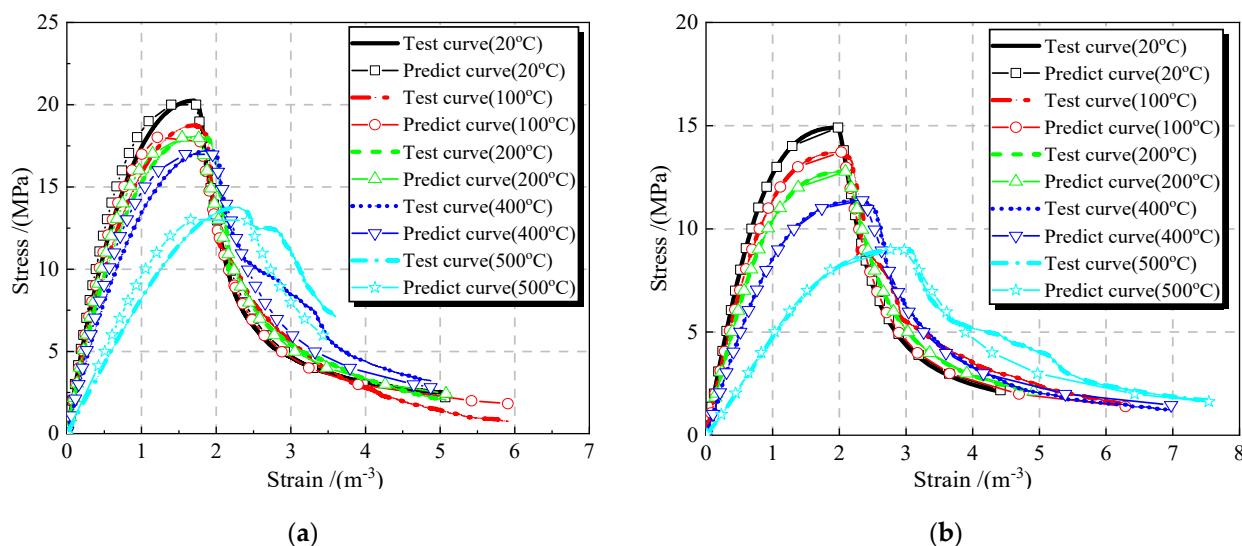 (a)
25
20
15
10
5
0
Stress /(MPa)
0 1 2 3 4 5 6 7
Strain /(m⁻³)
Test curve(20ºC)
Predict curve(20ºC)
Test curve(100ºC)
Predict curve(100ºC)
Test curve(200ºC)
Predict curve(200ºC)
Test curve(400ºC)
Predict curve(400ºC)
Test curve(500ºC)
Predict curve(500ºC)
(a)
(b)
20
15
10
5
0
Stress /(MPa)
0 1 2 3 4 5 6 7 8
Strain /(m⁻³)
Test curve(20ºC)
Predict curve(20ºC)
Test curve(100ºC)
Predict curve(100ºC)
Test curve(200ºC)
Predict curve(200ºC)
Test curve(400ºC)
Predict curve(400ºC)
Test curve(500ºC)
Predict curve(500ºC)
(b)